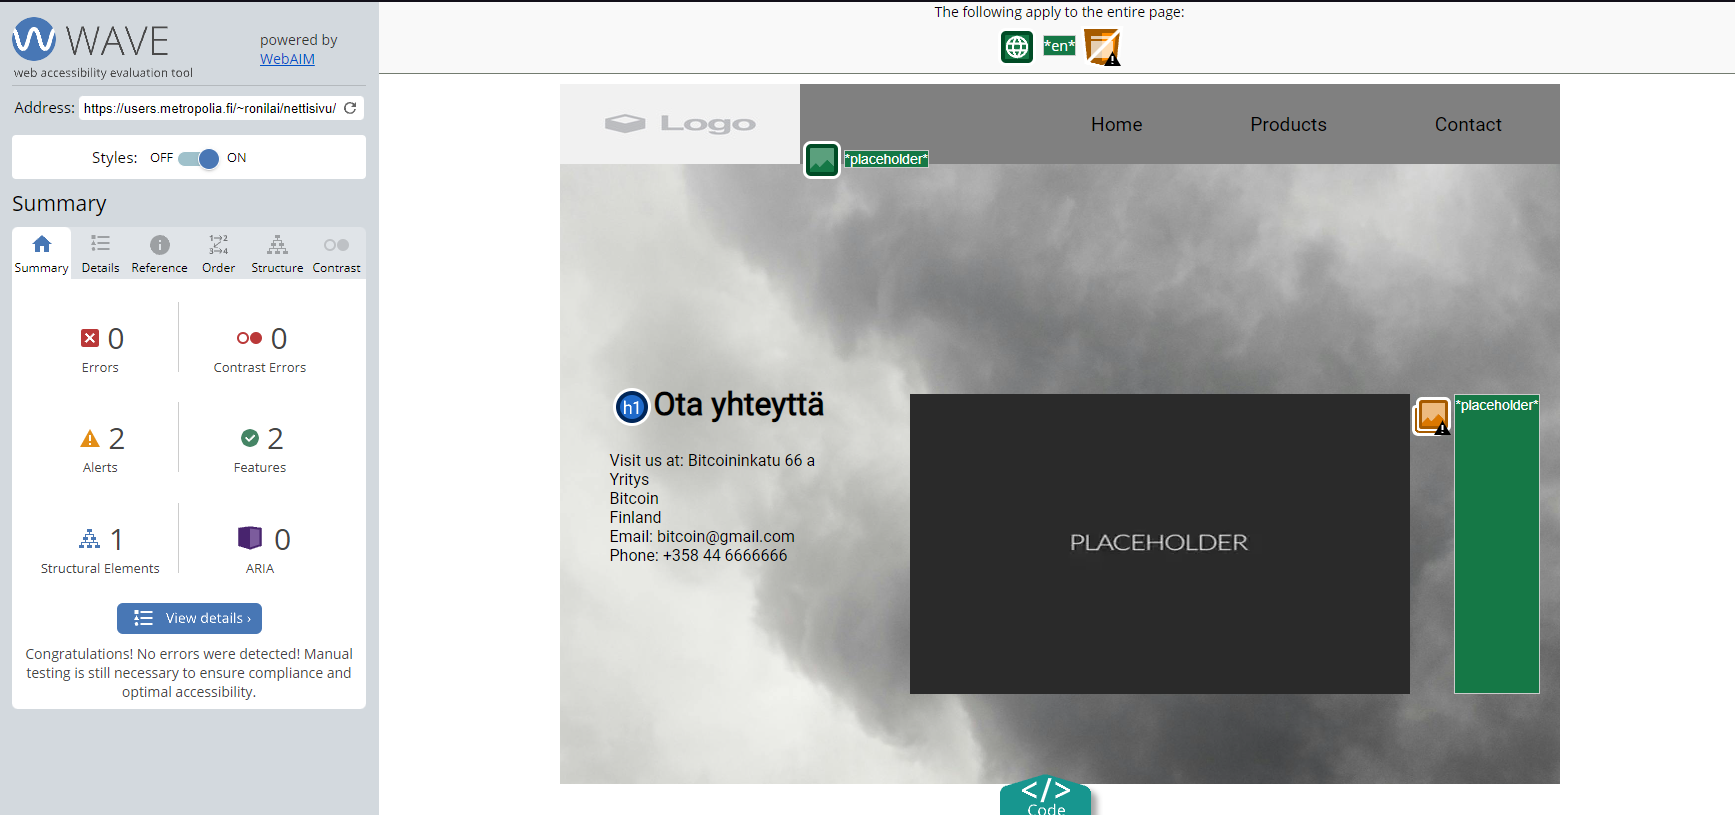 WAVE
web accessibility evaluation tool
powered by
WebAIM
Address: https://users.metropolia.fi/~ronilai/nettisivu/
Styles: OFF ON
Summary
Summary Details Reference Order Structure Contrast
0 Errors
0 Contrast Errors
2 Alerts
2 Features
1 Structural Elements
0 ARIA
View details ›
Congratulations! No errors were detected! Manual
testing is still necessary to ensure compliance and
optimal accessibility.
The following apply to the entire page:
*en*
Logo
Home Products Contact
*placeholder*
h1 Ota yhteyttä
Visit us at: Bitcoininkatu 66 a
Yritys
Bitcoin
Finland
Email: bitcoin@gmail.com
Phone: +358 44 6666666
PLACEHOLDER
*placeholder*
</> Code